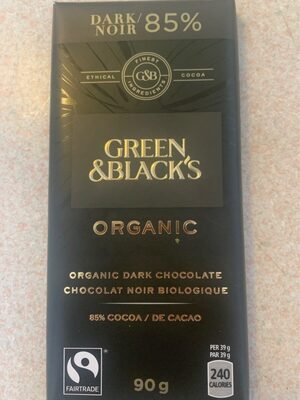 DARK/ NOIR 85%
FINEST
ETHICAL G&B COCOA
INGREDIENTS
GREEN
&BLACK'S
ORGANIC
ORGANIC DARK CHOCOLATE
CHOCOLAT NOIR BIOLOGIQUE
85% COCOA / DE CACAO
PER 39 g
PAR 39 g
240
CALORIES
FAIRTRADE
90 g